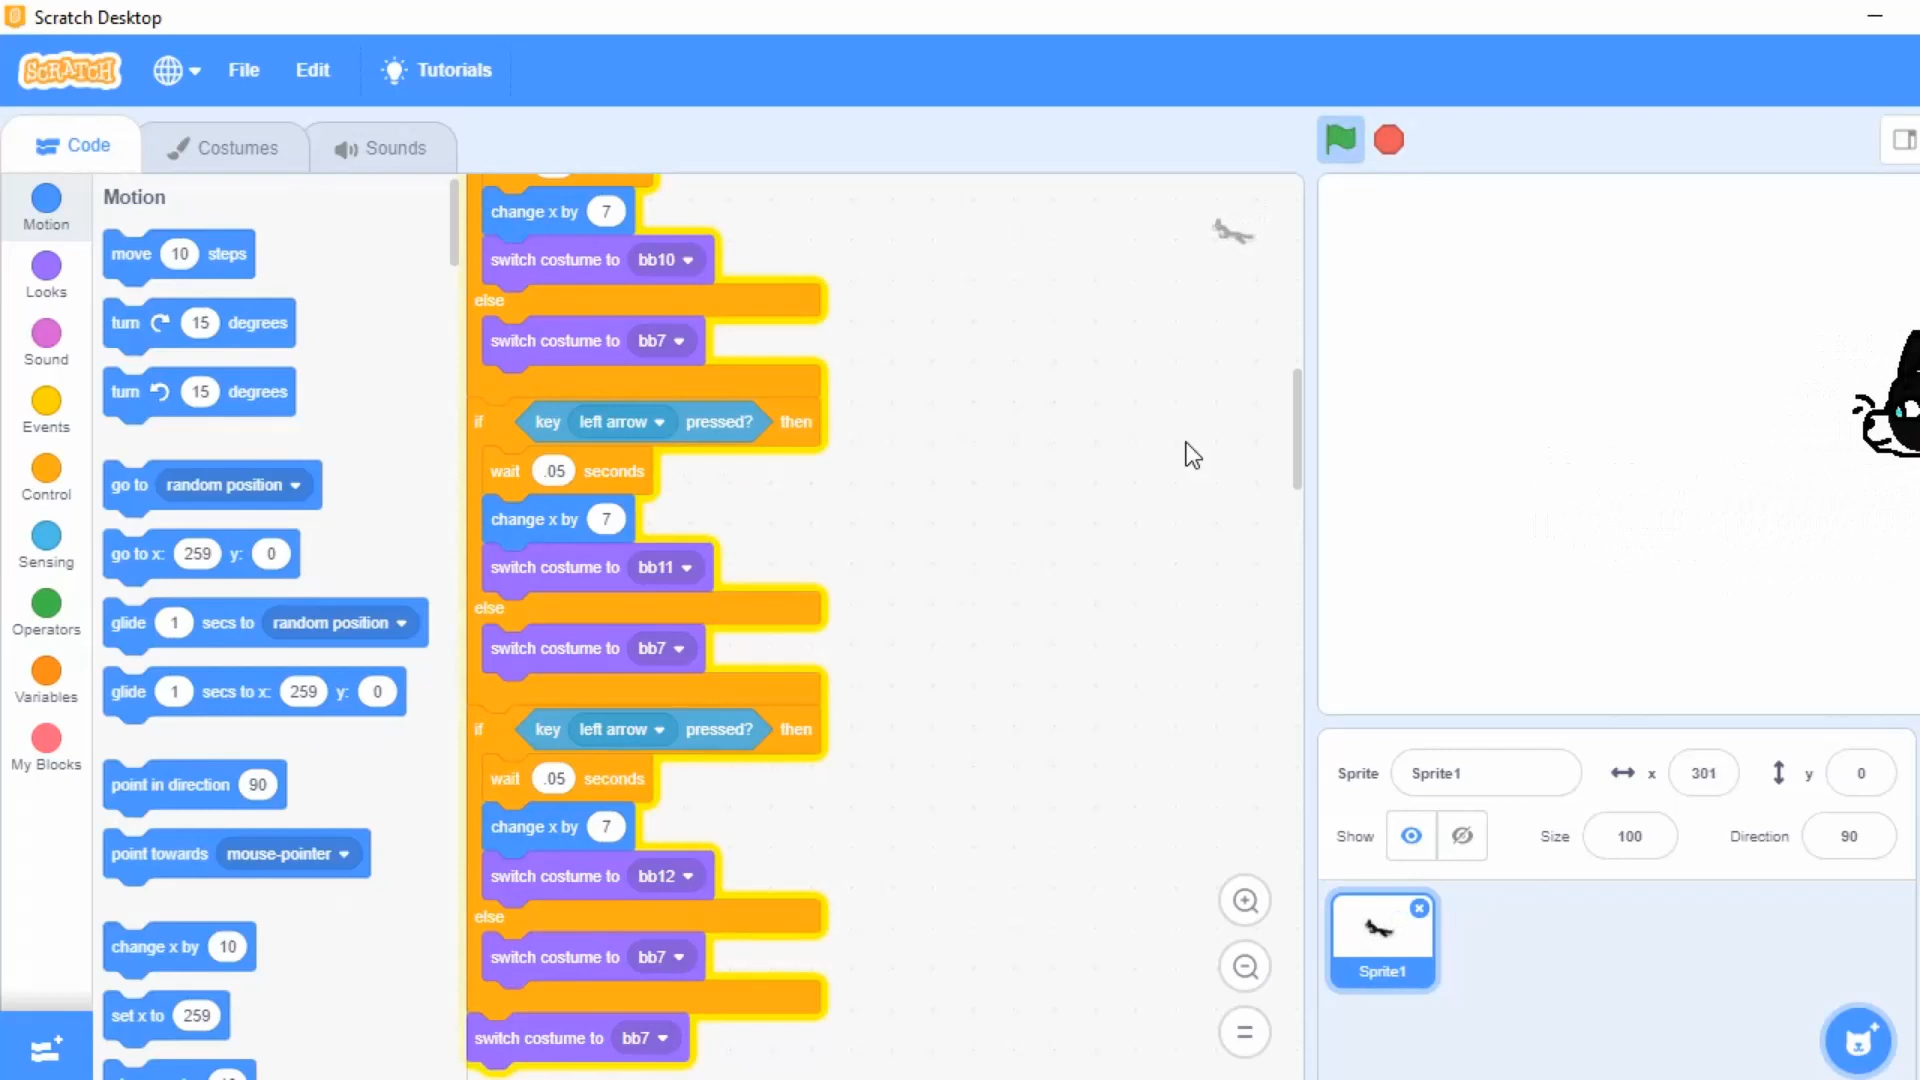 Scratch Desktop
SCRATCH File Edit Tutorials
Code Costumes Sounds
Motion
Looks
Sound
Events
Control
Sensing
Operators
Variables
My Blocks
Motion
move 10 steps
turn 15 degrees
turn 15 degrees
go to random position
go to x: 259 y: 0
glide 1 secs to random position
glide 1 secs to x: 259 y: 0
point in direction 90
point towards mouse-pointer
change x by 10
set x to 259
change x by 7
switch costume to bb10
else
switch costume to bb7
if key left arrow pressed? then
wait .05 seconds
change x by 7
switch costume to bb11
else
switch costume to bb7
if key left arrow pressed? then
wait .05 seconds
change x by 7
switch costume to bb12
else
switch costume to bb7
switch costume to bb7
Sprite Sprite1 x 301 y 0
Show Size 100 Direction 90
Sprite1